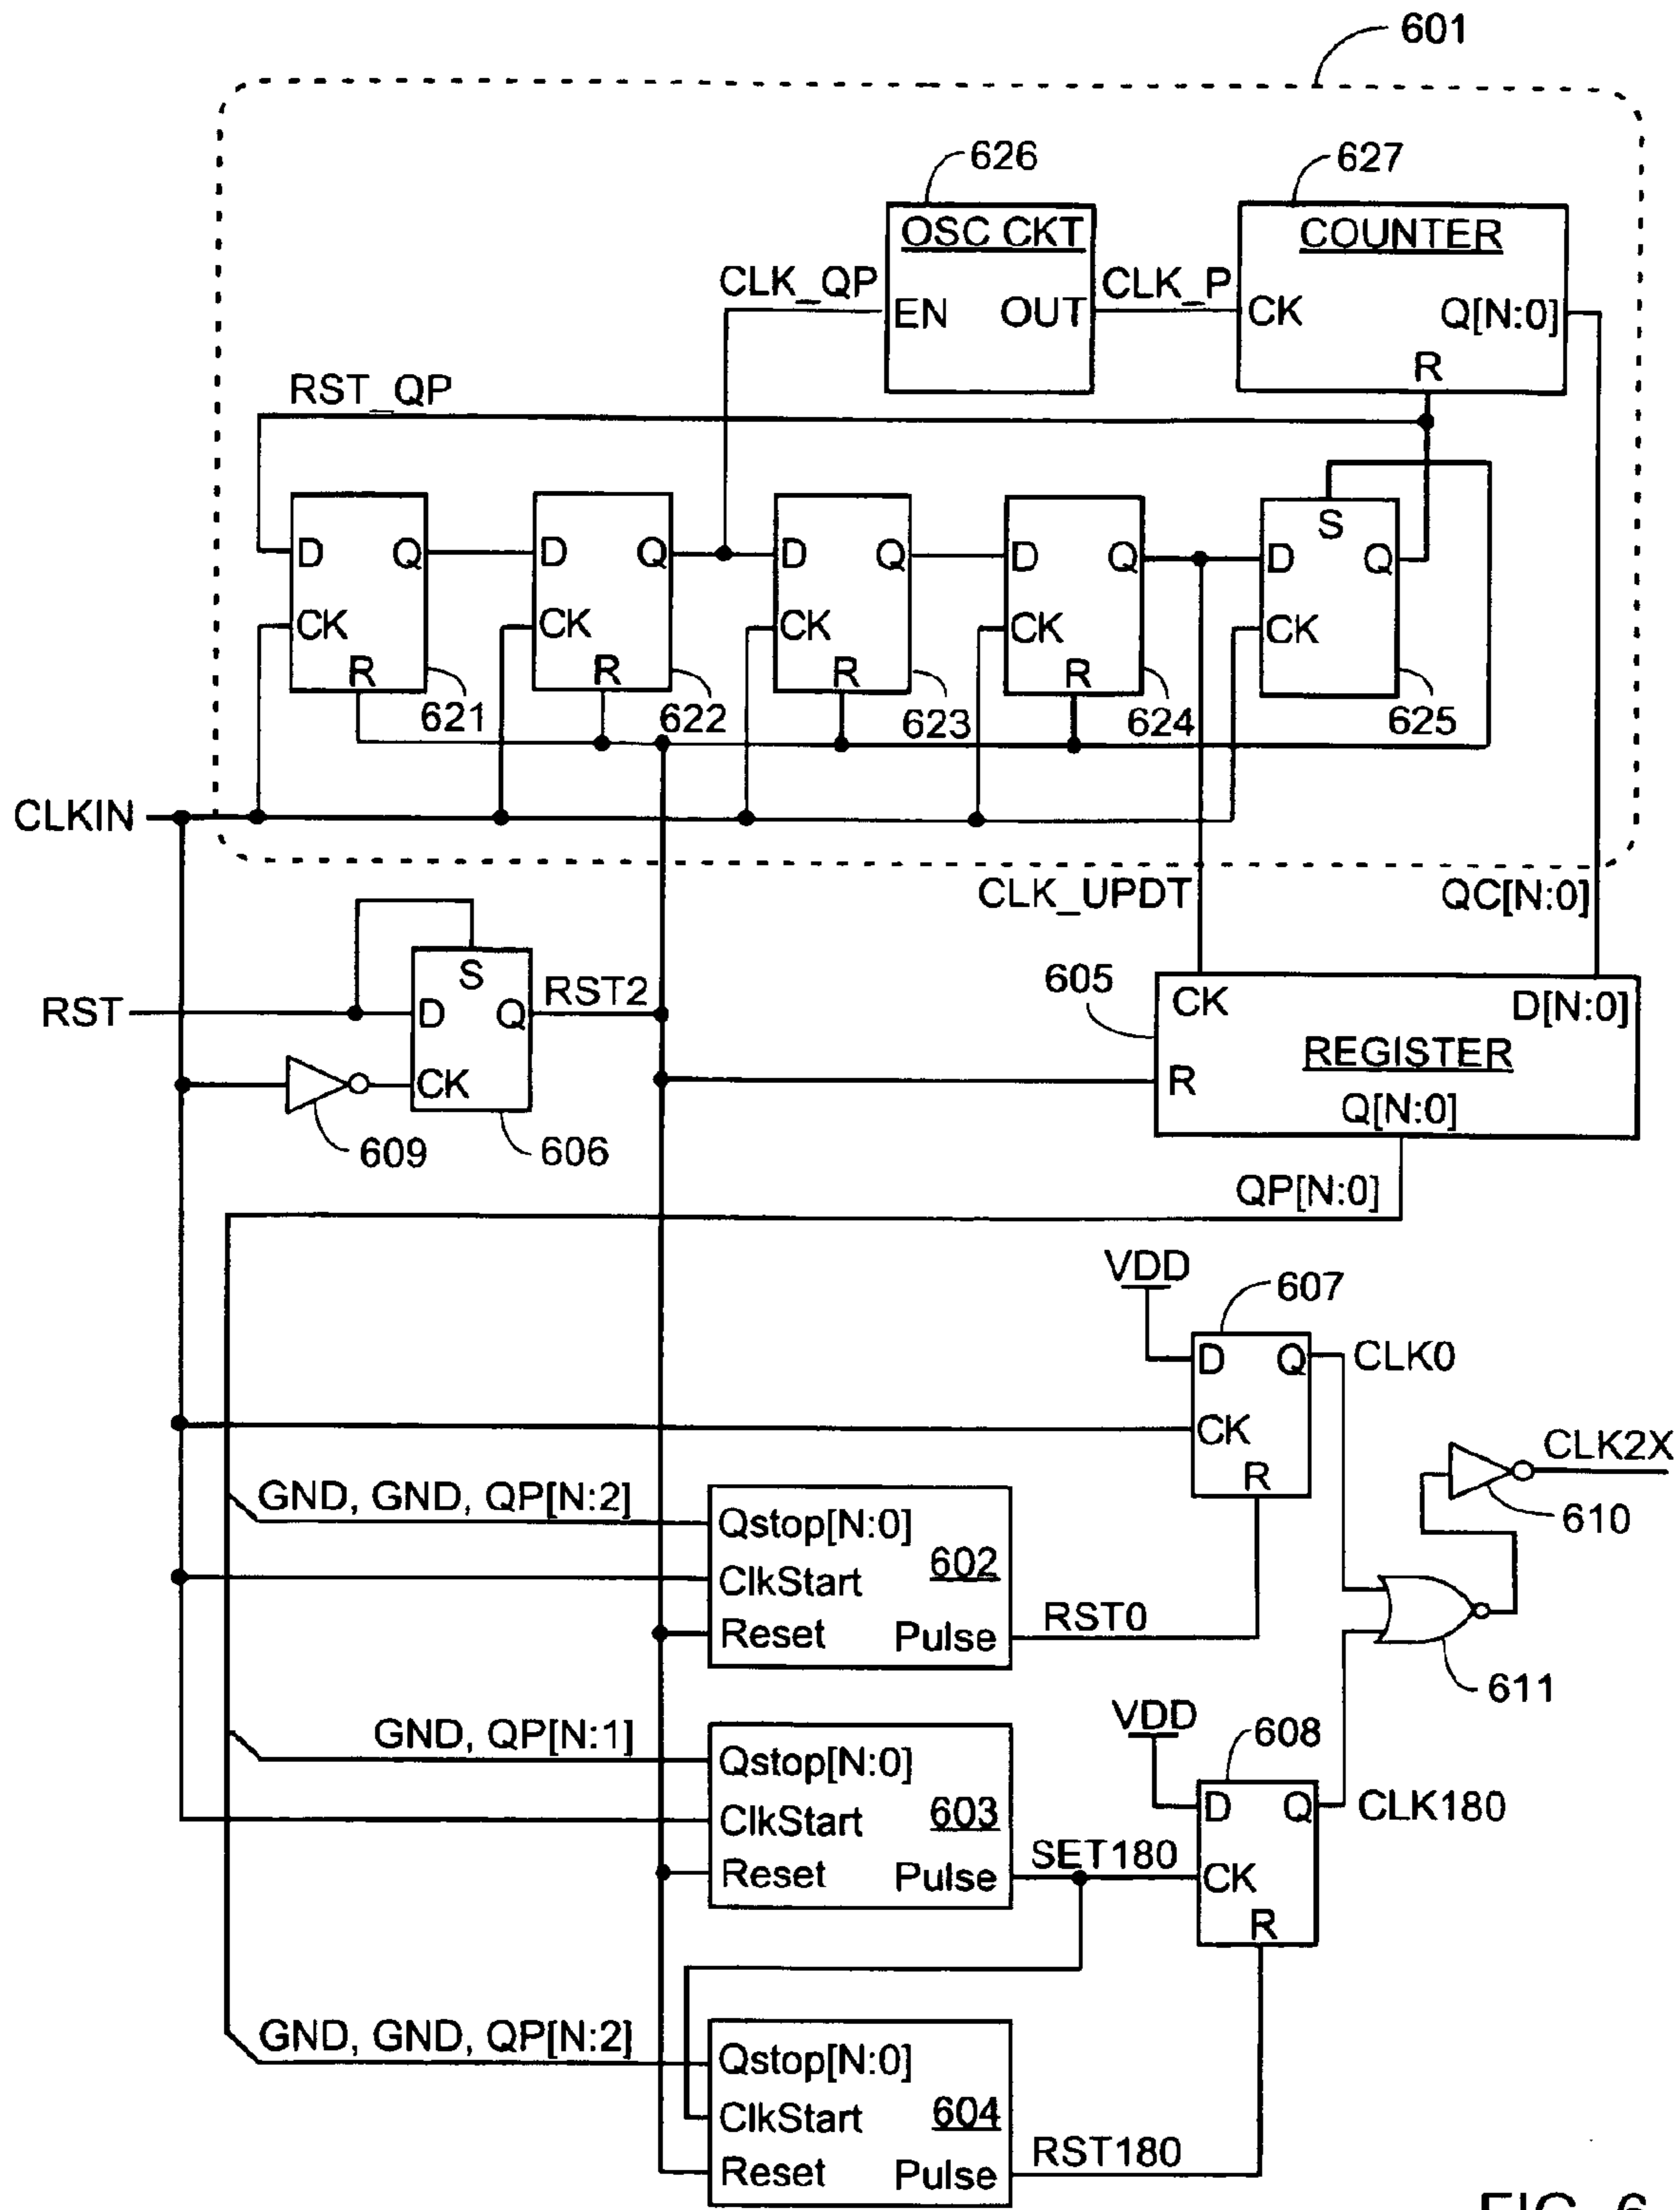 601
626
627
OSC CKT
COUNTER
CLK_QP
EN
OUT
CLK_P
CK
Q[N:0]
R
RST_QP
D
Q
CK
R
621
D
Q
CK
R
622
D
Q
CK
R
623
D
Q
CK
R
624
S
D
Q
CK
625
CLKIN
CLK_UPDT
QC[N:0]
RST
S
D
Q
CK
RST2
609
606
605
CK
D[N:0]
REGISTER
R
Q[N:0]
QP[N:0]
VDD
607
D
Q
CLK0
CK
R
CLK2X
610
GND, GND, QP[N:2]
Qstop[N:0]
602
ClkStart
Reset
Pulse
RST0
611
GND, QP[N:1]
Qstop[N:0]
603
ClkStart
Reset
Pulse
SET180
VDD
608
D
Q
CLK180
CK
R
GND, GND, QP[N:2]
Qstop[N:0]
604
ClkStart
Reset
Pulse
RST180